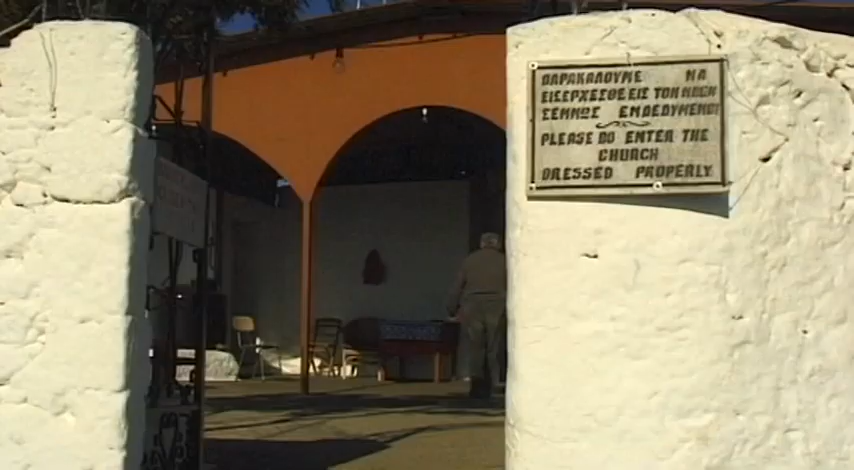 ΠΑΡΑΚΑΛΟΥΜΕ ΝΑ
ΕΙΣΕΡΧΕΣΘΕ ΕΙΣ ΤΟΝ ΝΑΟΝ
ΣΕΜΝΩΣ ΕΝΔΕΔΥΜΕΝΟΙ
PLEASE DO ENTER THE
CHURCH
DRESSED PROPERLY